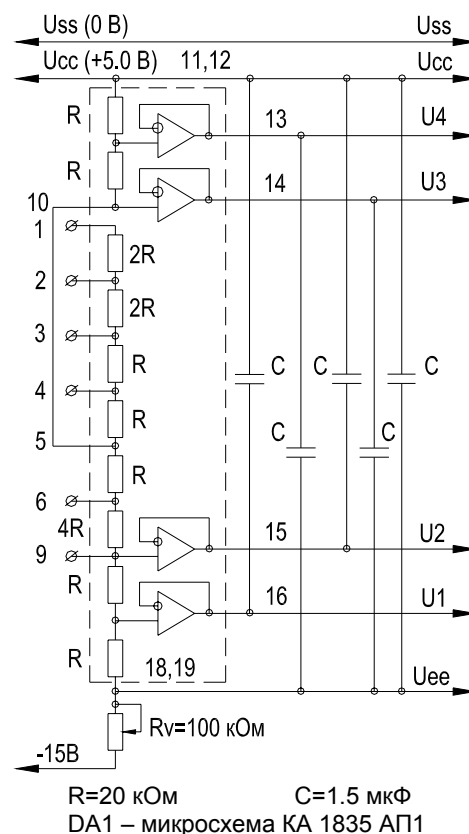 Uss (0 В) Uss
Ucc (+5.0 В) 11,12 Ucc
R
13 U4
R
14 U3
10
1
2R
2
2R
3
R
C C C
4
R
5
C C
R
6
4R
15 U2
9
R
16 U1
R
18,19
Uee
Rv=100 кОм
-15В
R=20 кОм C=1.5 мкФ
DA1 – микросхема КА 1835 АП1